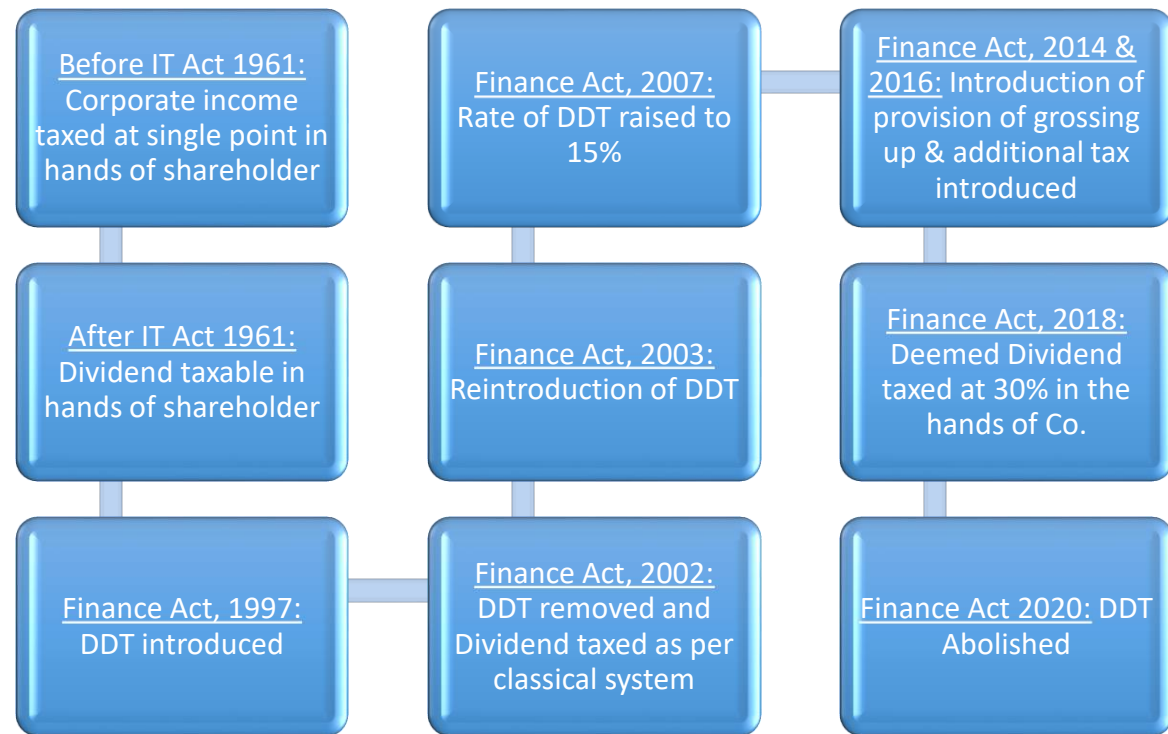 Before IT Act 1961:
Corporate income
taxed at single point in
hands of shareholder
After IT Act 1961:
Dividend taxable in
hands of shareholder
Finance Act, 1997:
DDT introduced
Finance Act, 2002:
DDT removed and
Dividend taxed as per
classical system
Finance Act, 2003:
Reintroduction of DDT
Finance Act, 2007:
Rate of DDT raised to
15%
Finance Act, 2014 &
2016: Introduction of
provision of grossing
up & additional tax
introduced
Finance Act, 2018:
Deemed Dividend
taxed at 30% in the
hands of Co.
Finance Act 2020: DDT
Abolished